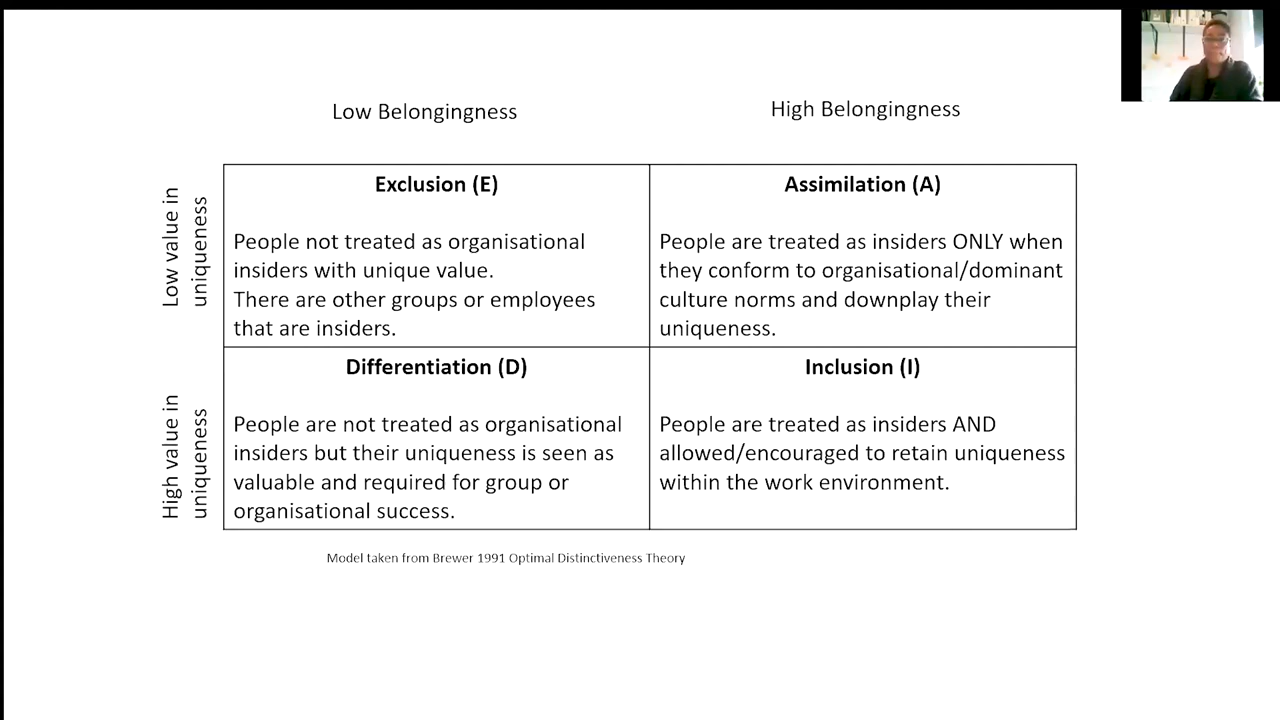 Low Belongingness
High Belongingness
Low value in
uniqueness
Exclusion (E)
People not treated as organisational
insiders with unique value.
There are other groups or employees
that are insiders.
Assimilation (A)
People are treated as insiders ONLY when
they conform to organisational/dominant
culture norms and downplay their
uniqueness.
High value in
uniqueness
Differentiation (D)
People are not treated as organisational
insiders but their uniqueness is seen as
valuable and required for group or
organisational success.
Inclusion (I)
People are treated as insiders AND
allowed/encouraged to retain uniqueness
within the work environment.
Model taken from Brewer 1991 Optimal Distinctiveness Theory